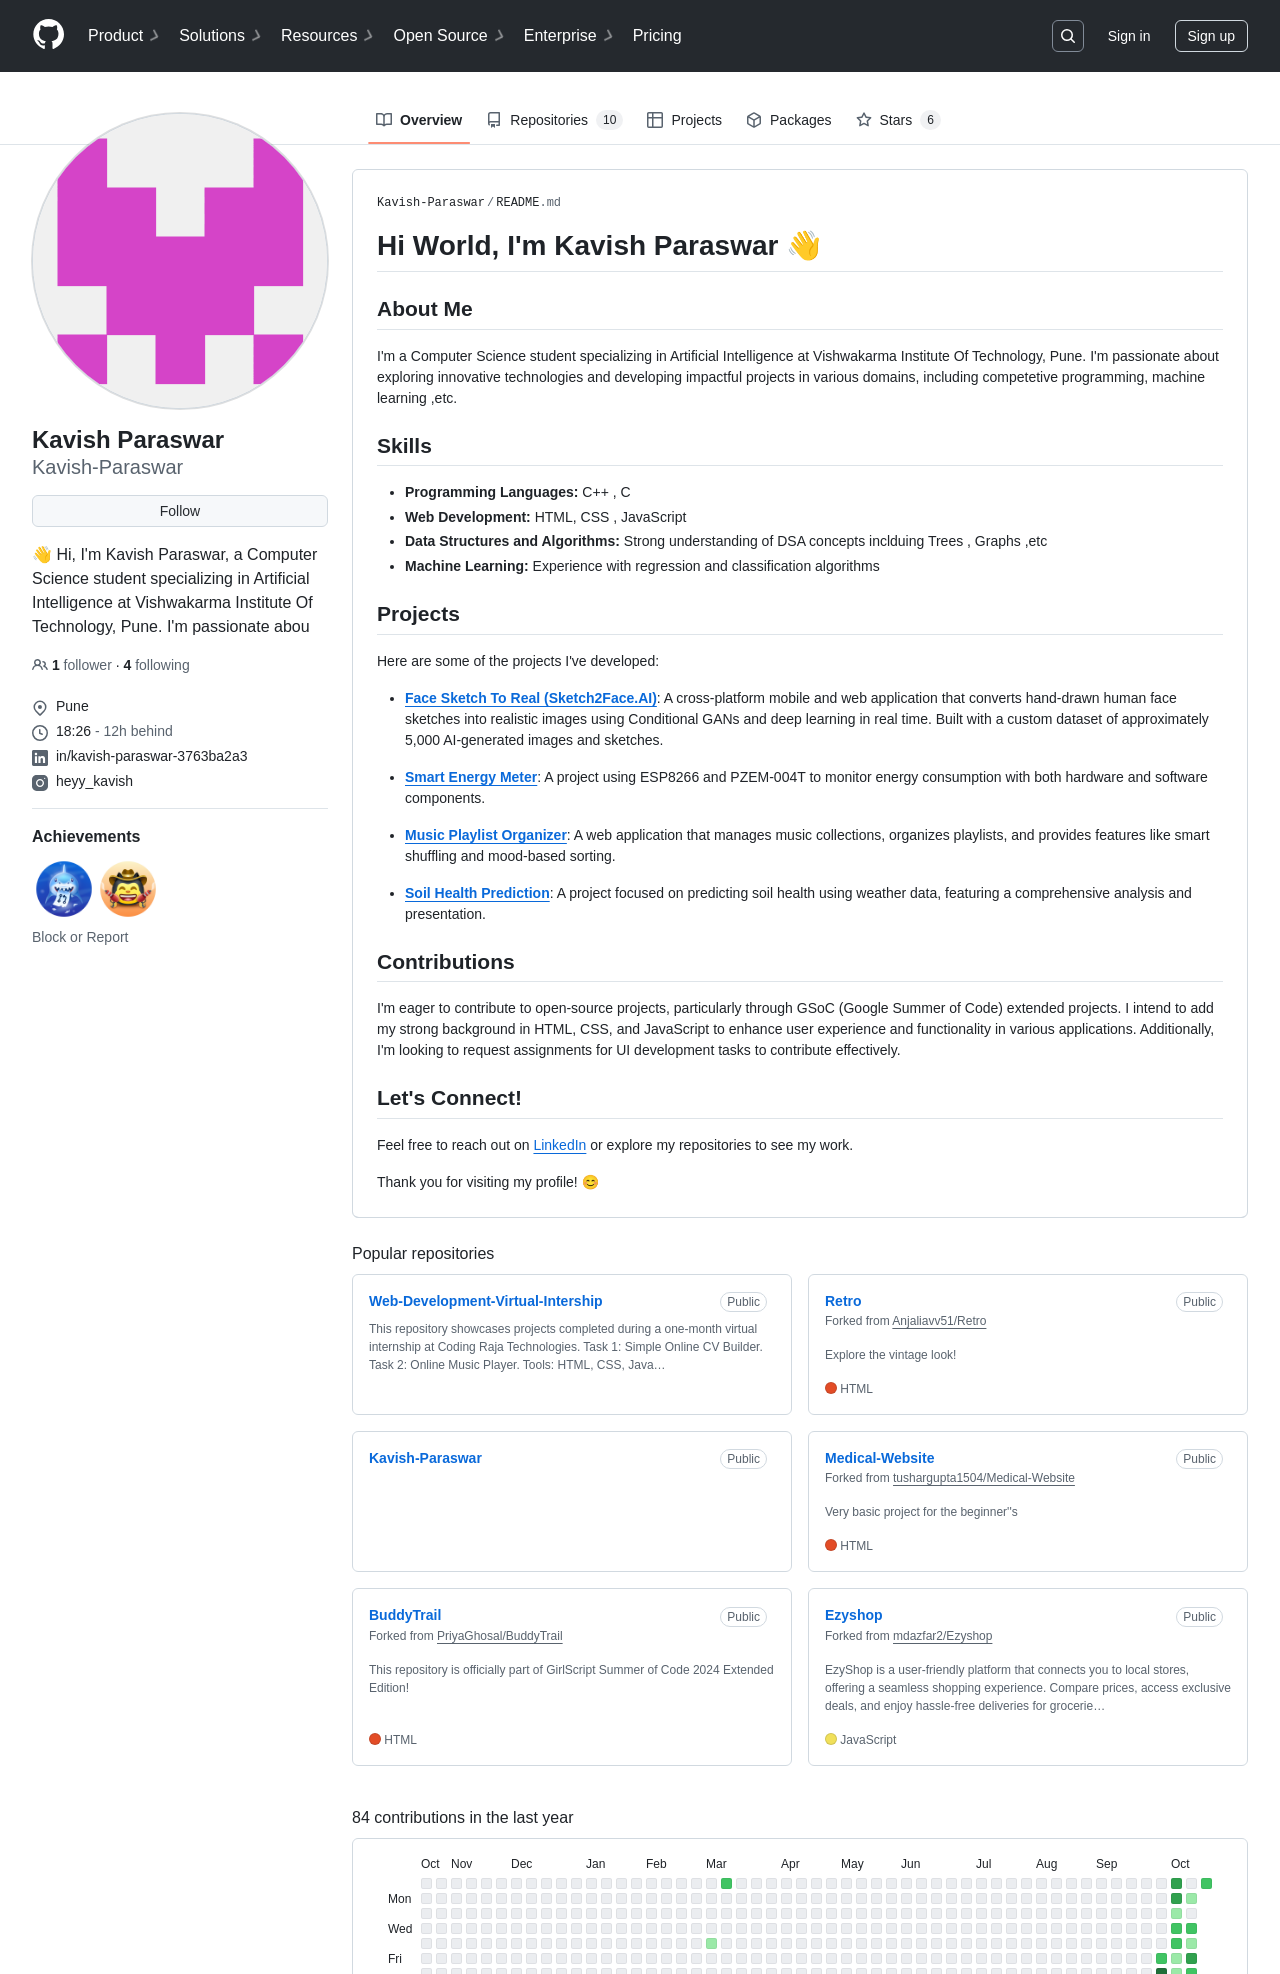 Product Solutions Resources Open Source Enterprise Pricing Sign in Sign up
Overview Repositories 10 Projects Packages Stars 6
Kavish Paraswar
Kavish-Paraswar
Follow
👋 Hi, I'm Kavish Paraswar, a Computer
Science student specializing in Artificial
Intelligence at Vishwakarma Institute Of
Technology, Pune. I'm passionate abou
1 follower · 4 following
Pune
18:26 - 12h behind
in/kavish-paraswar-3763ba2a3
heyy_kavish
Achievements
Block or Report
Kavish-Paraswar / README.md
Hi World, I'm Kavish Paraswar 👋
About Me
I'm a Computer Science student specializing in Artificial Intelligence at Vishwakarma Institute Of Technology, Pune. I'm passionate about
exploring innovative technologies and developing impactful projects in various domains, including competetive programming, machine
learning ,etc.
Skills
• Programming Languages: C++ , C
• Web Development: HTML, CSS , JavaScript
• Data Structures and Algorithms: Strong understanding of DSA concepts inclduing Trees , Graphs ,etc
• Machine Learning: Experience with regression and classification algorithms
Projects
Here are some of the projects I've developed:
• Face Sketch To Real (Sketch2Face.AI): A cross-platform mobile and web application that converts hand-drawn human face
sketches into realistic images using Conditional GANs and deep learning in real time. Built with a custom dataset of approximately
5,000 AI-generated images and sketches.
• Smart Energy Meter: A project using ESP8266 and PZEM-004T to monitor energy consumption with both hardware and software
components.
• Music Playlist Organizer: A web application that manages music collections, organizes playlists, and provides features like smart
shuffling and mood-based sorting.
• Soil Health Prediction: A project focused on predicting soil health using weather data, featuring a comprehensive analysis and
presentation.
Contributions
I'm eager to contribute to open-source projects, particularly through GSoC (Google Summer of Code) extended projects. I intend to add
my strong background in HTML, CSS, and JavaScript to enhance user experience and functionality in various applications. Additionally,
I'm looking to request assignments for UI development tasks to contribute effectively.
Let's Connect!
Feel free to reach out on LinkedIn or explore my repositories to see my work.
Thank you for visiting my profile! 😊
Popular repositories
Web-Development-Virtual-Intership Public
This repository showcases projects completed during a one-month virtual
internship at Coding Raja Technologies. Task 1: Simple Online CV Builder.
Task 2: Online Music Player. Tools: HTML, CSS, Java…
Retro Public
Forked from Anjaliavv51/Retro
Explore the vintage look!
HTML
Kavish-Paraswar Public
Medical-Website Public
Forked from tushargupta1504/Medical-Website
Very basic project for the beginner"s
HTML
BuddyTrail Public
Forked from PriyaGhosal/BuddyTrail
This repository is officially part of GirlScript Summer of Code 2024 Extended
Edition!
HTML
Ezyshop Public
Forked from mdazfar2/Ezyshop
EzyShop is a user-friendly platform that connects you to local stores,
offering a seamless shopping experience. Compare prices, access exclusive
deals, and enjoy hassle-free deliveries for grocerie…
JavaScript
84 contributions in the last year
Oct Nov Dec Jan Feb Mar Apr May Jun Jul Aug Sep Oct
Mon
Wed
Fri